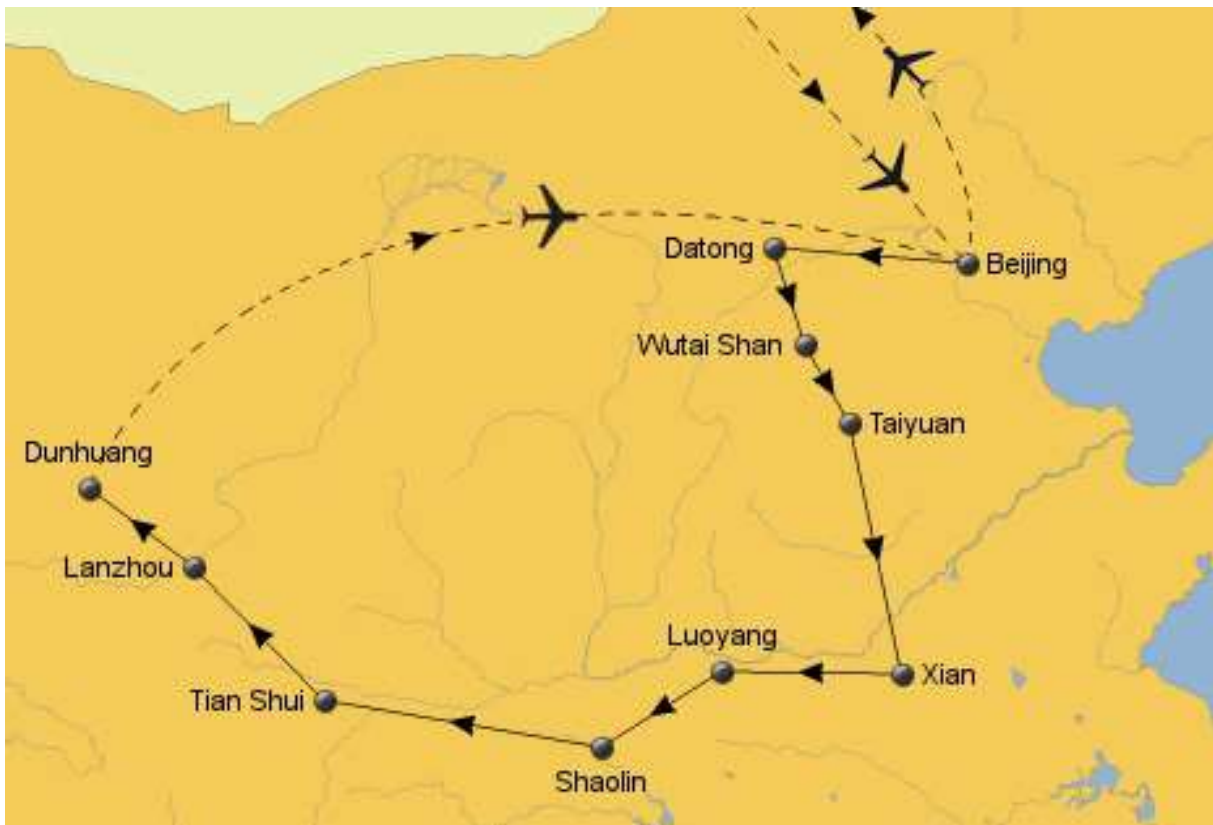 Datong
Beijing
Wutai Shan
Taiyuan
Dunhuang
Lanzhou
Luoyang
Xian
Tian Shui
Shaolin